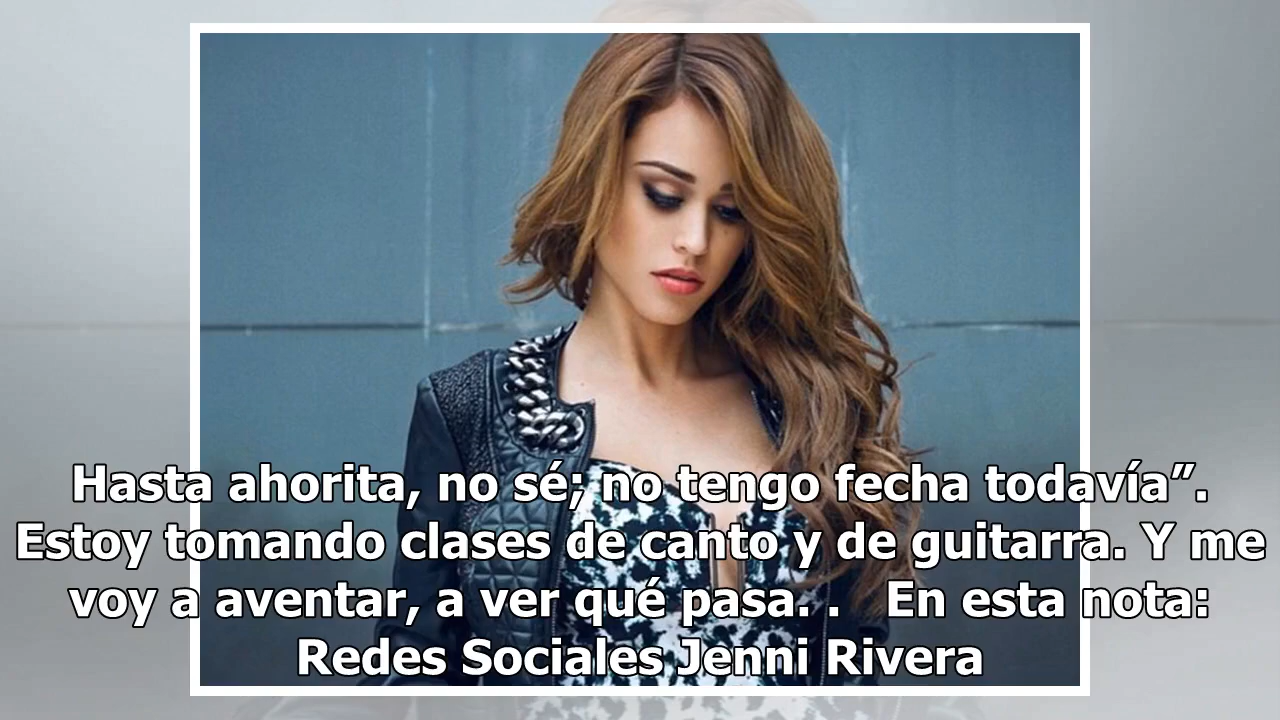 Hasta ahorita, no sé; no tengo fecha todavía”.
Estoy tomando clases de canto y de guitarra. Y me
voy a aventar, a ver qué pasa. .   En esta nota:
Redes Sociales Jenni Rivera